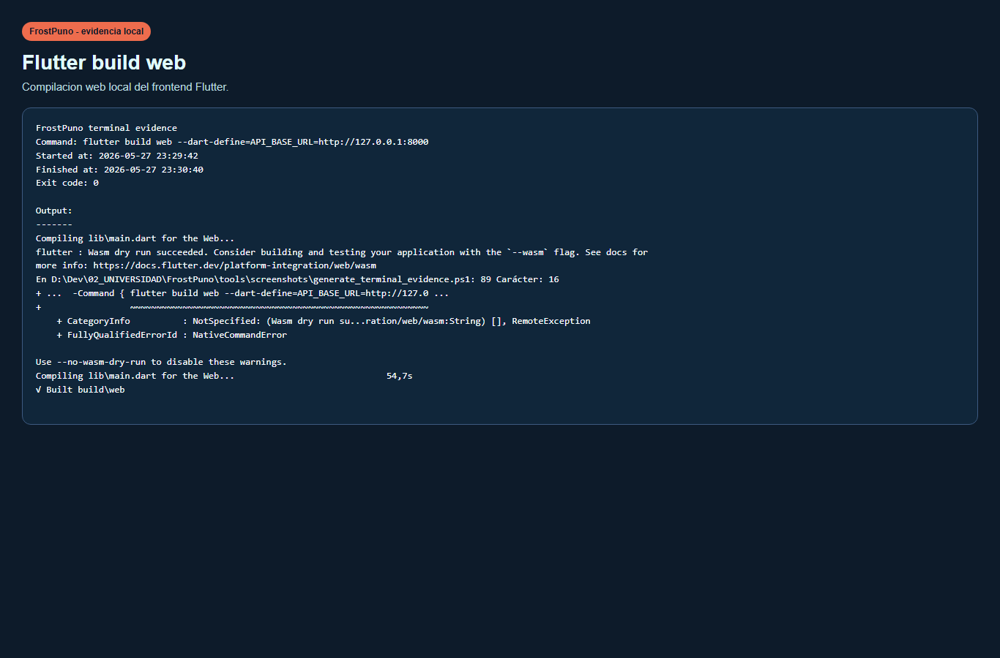 FrostPuno - evidencia local
Flutter build web
Compilacion web local del frontend Flutter.
FrostPuno terminal evidence
Command: flutter build web --dart-define=API_BASE_URL=http://127.0.0.1:8000
Started at: 2026-05-27 23:29:42
Finished at: 2026-05-27 23:30:40
Exit code: 0
Output:
-------
Compiling lib\main.dart for the Web...
flutter : Wasm dry run succeeded. Consider building and testing your application with the `--wasm` flag. See docs for
more info: https://docs.flutter.dev/platform-integration/web/wasm
En D:\Dev\02_UNIVERSIDAD\FrostPuno\tools\screenshots\generate_terminal_evidence.ps1: 89 Carácter: 16
+ ...  -Command { flutter build web --dart-define=API_BASE_URL=http://127.0 ...
+                 ~~~~~~~~~~~~~~~~~~~~~~~~~~~~~~~~~~~~~~~~~~~~~~~~~~~~~~~~~
    + CategoryInfo          : NotSpecified: (Wasm dry run su...ration/web/wasm:String) [], RemoteException
    + FullyQualifiedErrorId : NativeCommandError
Use --no-wasm-dry-run to disable these warnings.
Compiling lib\main.dart for the Web...                             54,7s
√ Built build\web